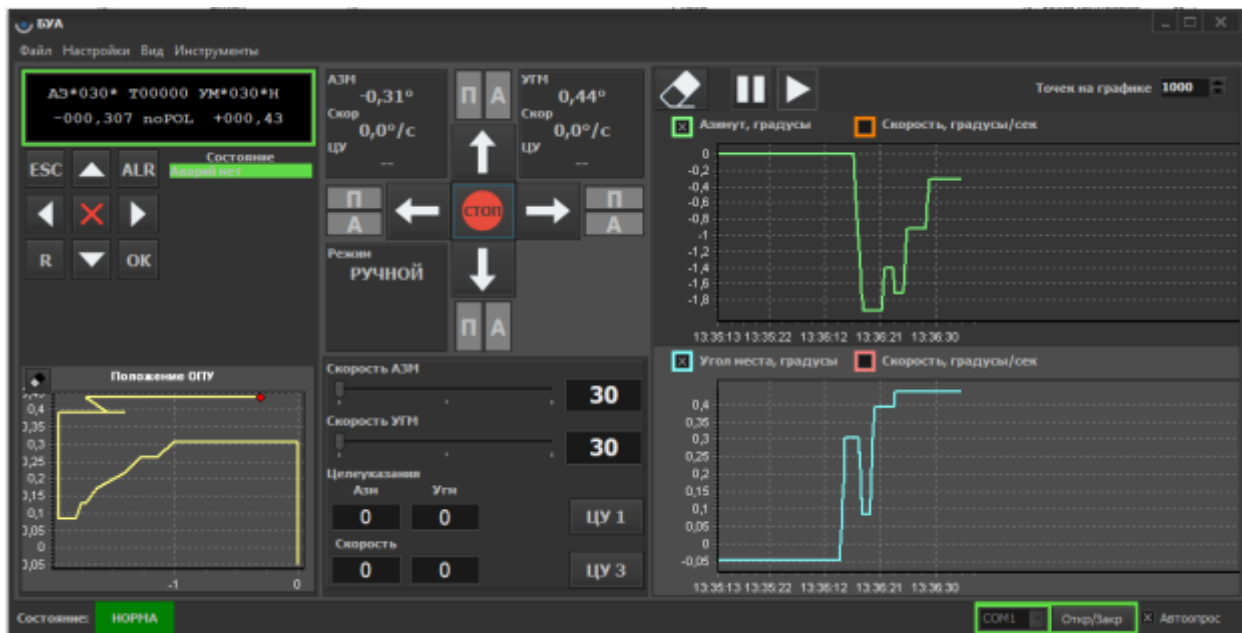 БУА
Файл Настройки Вид Инструменты
АЗ*030* Т00000 УМ*030*Н
-000,307 поPOL +000,43
ESC
ALR
Состояние
Аварий нет
R
OK
АЗМ
-0,31°
Скор
0,0°/с
ЦУ
--
П А
УГМ
0,44°
Скор
0,0°/с
ЦУ
--
П
А
СТОП
П
А
Режим
РУЧНОЙ
П А
Точек на графике 1000
Азимут, градусы Скорость, градусы/сек
0
-0,2
-0,4
-0,6
-0,8
-1
-1,2
-1,4
-1,6
-1,8
13:35:13 13:35:22 13:36:12 13:36:21 13:36:30
Угол места, градусы Скорость, градусы/сек
0,4
0,35
0,3
0,25
0,2
0,15
0,1
0,05
0
-0,05
13:35:13 13:35:22 13:36:12 13:36:21 13:36:30
Положение ОПУ
0,4
0,35
0,3
0,25
0,2
0,15
0,1
0,05
0
0,05
-1 0
Скорость АЗМ
30
Скорость УГМ
30
Целеуказания
Азм Угм
0 0 ЦУ 1
Скорость
0 0 ЦУ 3
Состояние: НОРМА
COM1 Откр/Закр Автоопрос